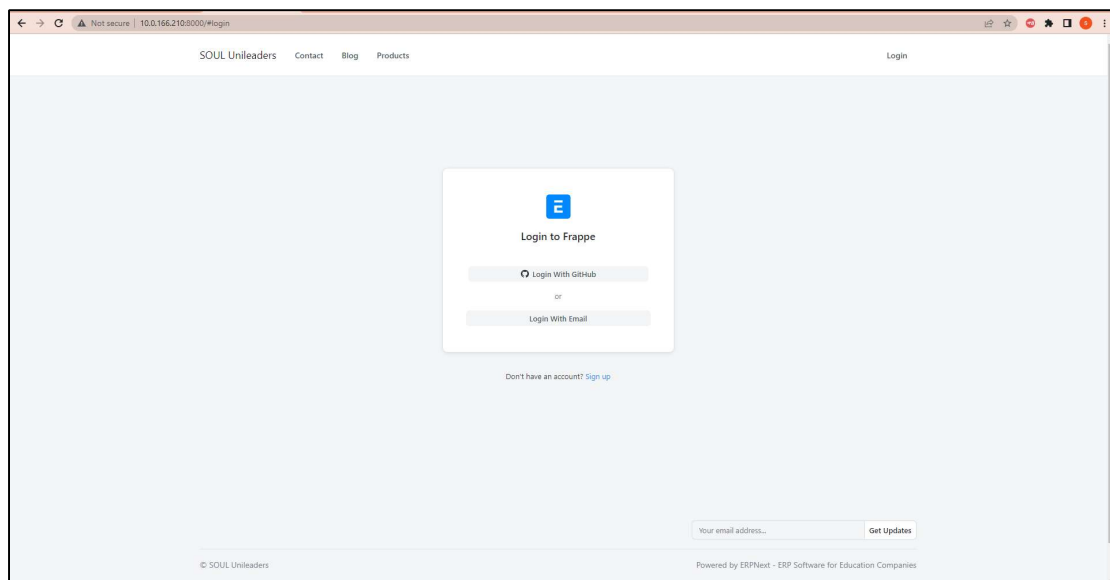 Not secure | 10.0.166.210:8000/#login
SOUL Unileaders Contact Blog Products Login
E
Login to Frappe
Login With GitHub
or
Login With Email
Don't have an account? Sign up
Your email address... Get Updates
© SOUL Unileaders Powered by ERPNext - ERP Software for Education Companies